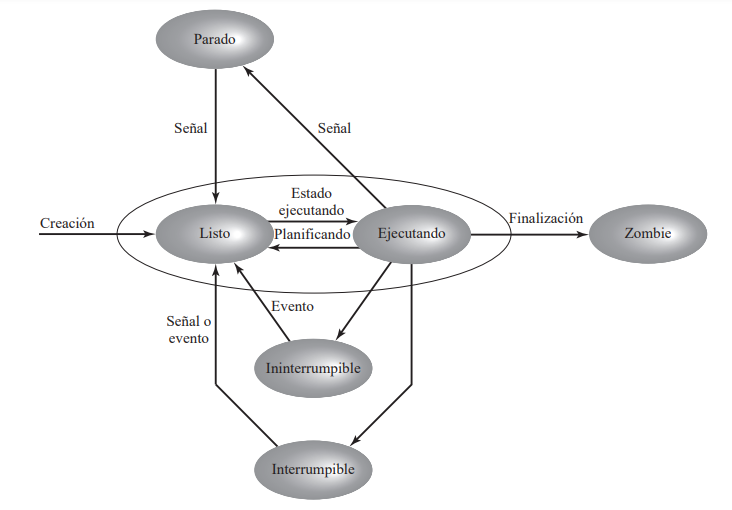 Parado
Señal
Señal
Estado
ejecutando
Creación
Listo
Planificando
Ejecutando
Finalización
Zombie
Evento
Señal o
evento
Ininterrumpible
Interrumpible